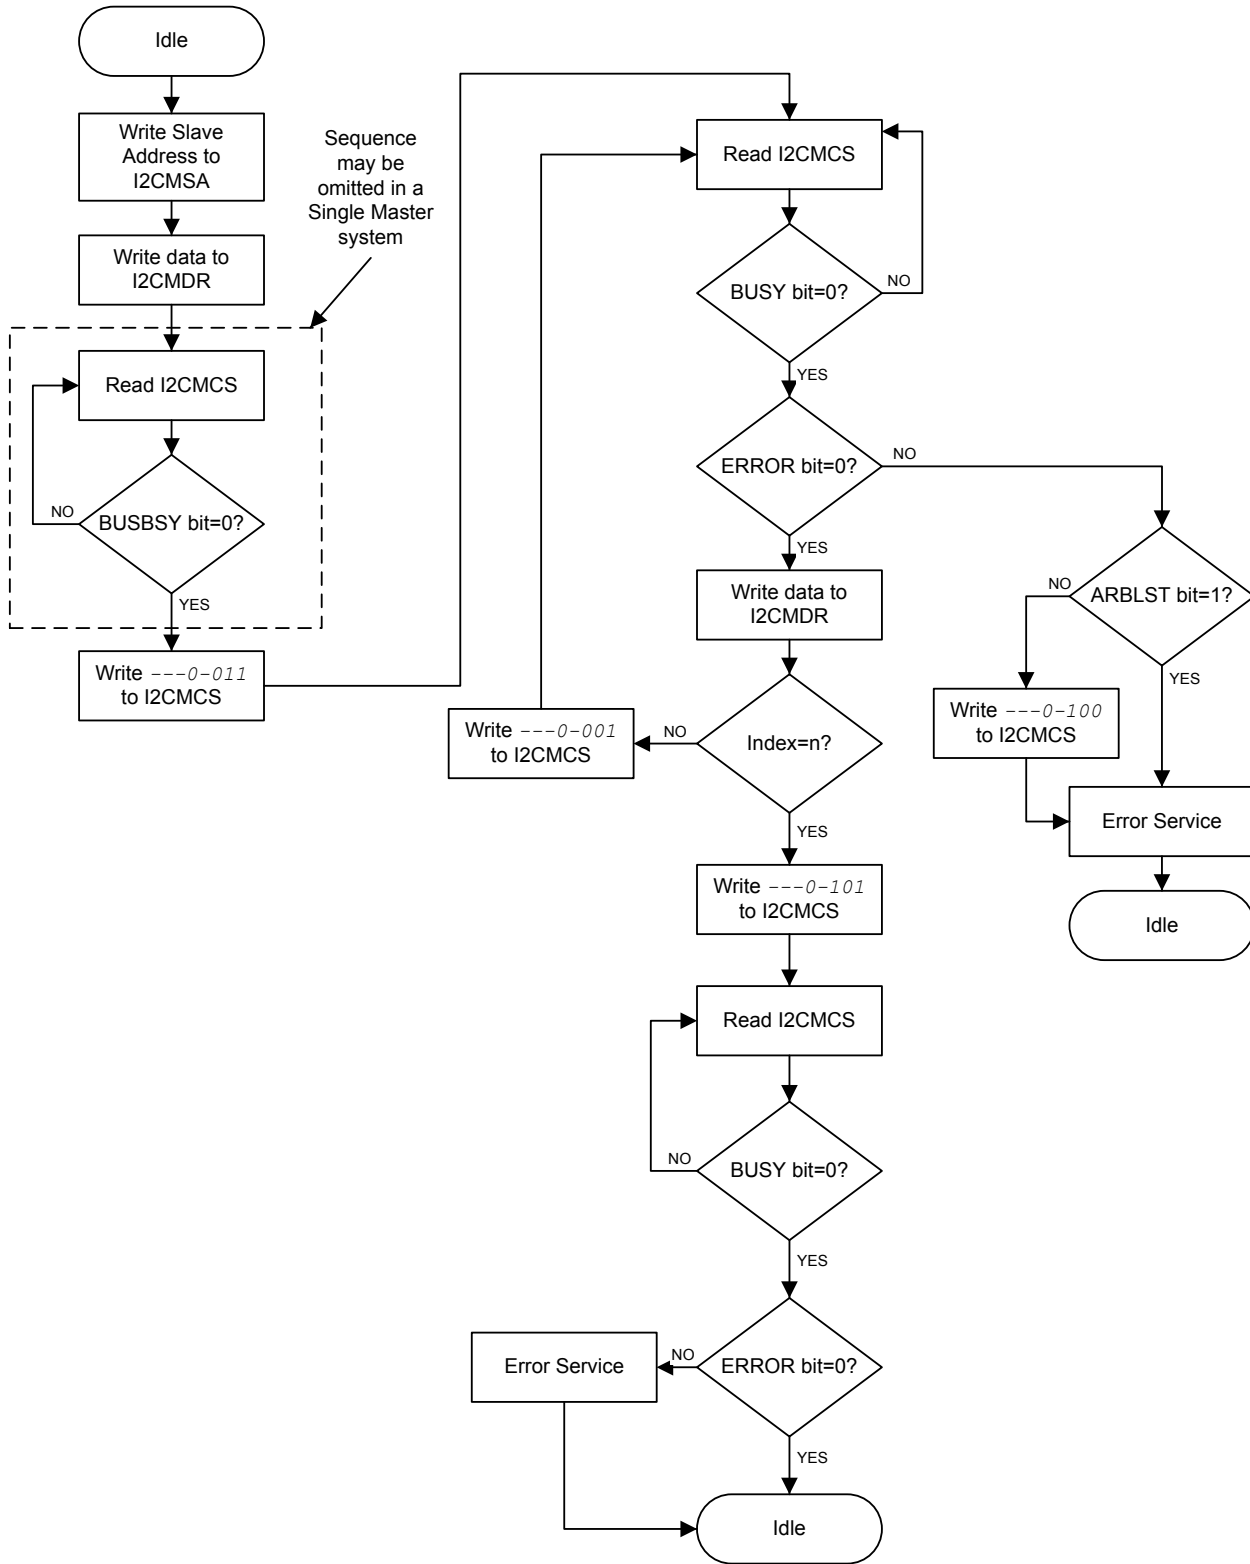 Idle
Write Slave
Address to
I2CMSA
Write data to
I2CMDR
Sequence
may be
omitted in a
Single Master
system
Read I2CMCS
BUSBSY bit=0?
NO
YES
Write ---0-011
to I2CMCS
Read I2CMCS
BUSY bit=0?
NO
YES
ERROR bit=0?
NO
YES
Write data to
I2CMDR
Index=n?
NO
Write ---0-001
to I2CMCS
YES
Write ---0-101
to I2CMCS
Read I2CMCS
BUSY bit=0?
NO
YES
ERROR bit=0?
NO
Error Service
YES
Idle
ARBLST bit=1?
NO
YES
Write ---0-100
to I2CMCS
Error Service
Idle